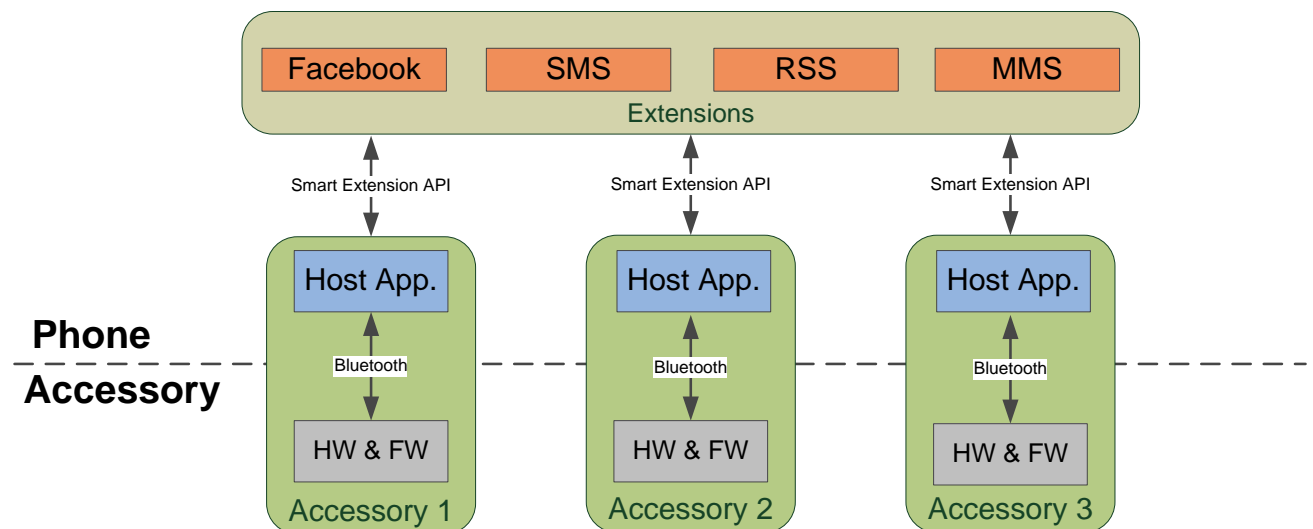 Facebook SMS RSS MMS
Extensions
Smart Extension API Smart Extension API Smart Extension API
Host App. Host App. Host App.
Phone
Bluetooth Bluetooth Bluetooth
Accessory
HW & FW HW & FW HW & FW
Accessory 1 Accessory 2 Accessory 3